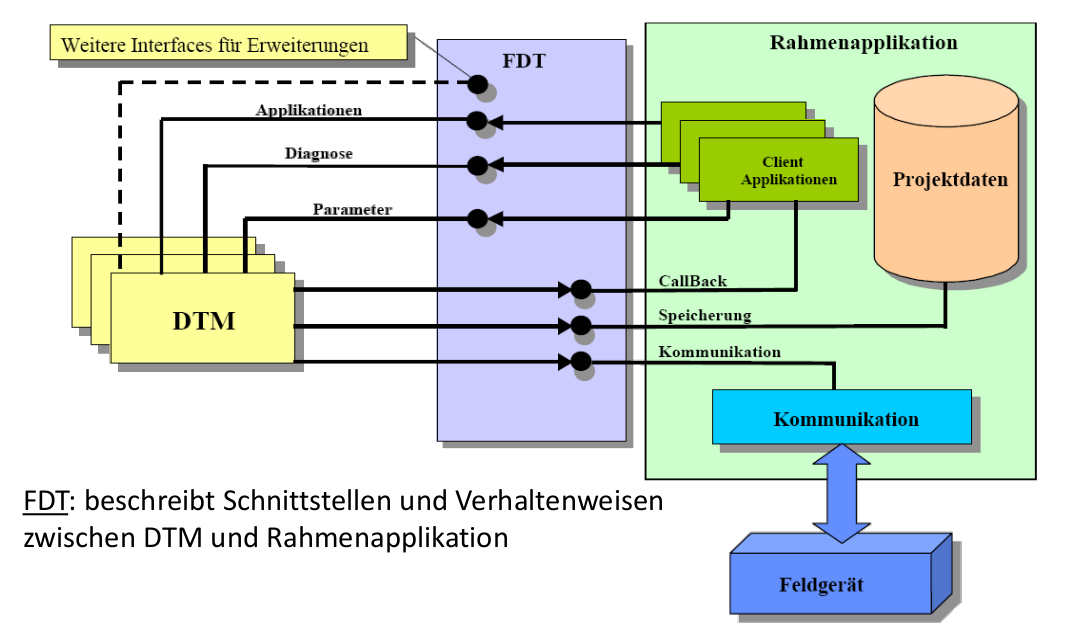 Weitere Interfaces für Erweiterungen
FDT
Rahmenapplikation
Applikationen
Diagnose
Parameter
Client
Applikationen
Projektdaten
DTM
CallBack
Speicherung
Kommunikation
Kommunikation
Feldgerät
FDT: beschreibt Schnittstellen und Verhaltenweisen
zwischen DTM und Rahmenapplikation